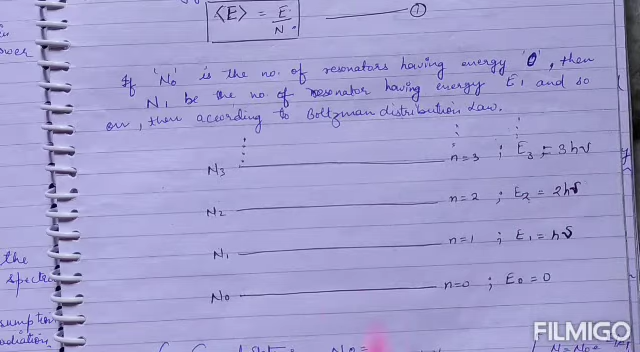 ⟨E⟩ = E/N ——— ①
ower
If 'N₀' is the no. of resonators having energy '0', then
N₁ be the no. of resonator having energy E₁ and so
on, then acording to Boltzman distribution Law.
N₃ n=3 ; E₃ = 3hν
N₂ n=2 ; E₂ = 2hν
the N₁ n=1 ; E₁ = hν
spectr
N₀ n=0 ; E₀ = 0
sumption
adiation
FILMIGO